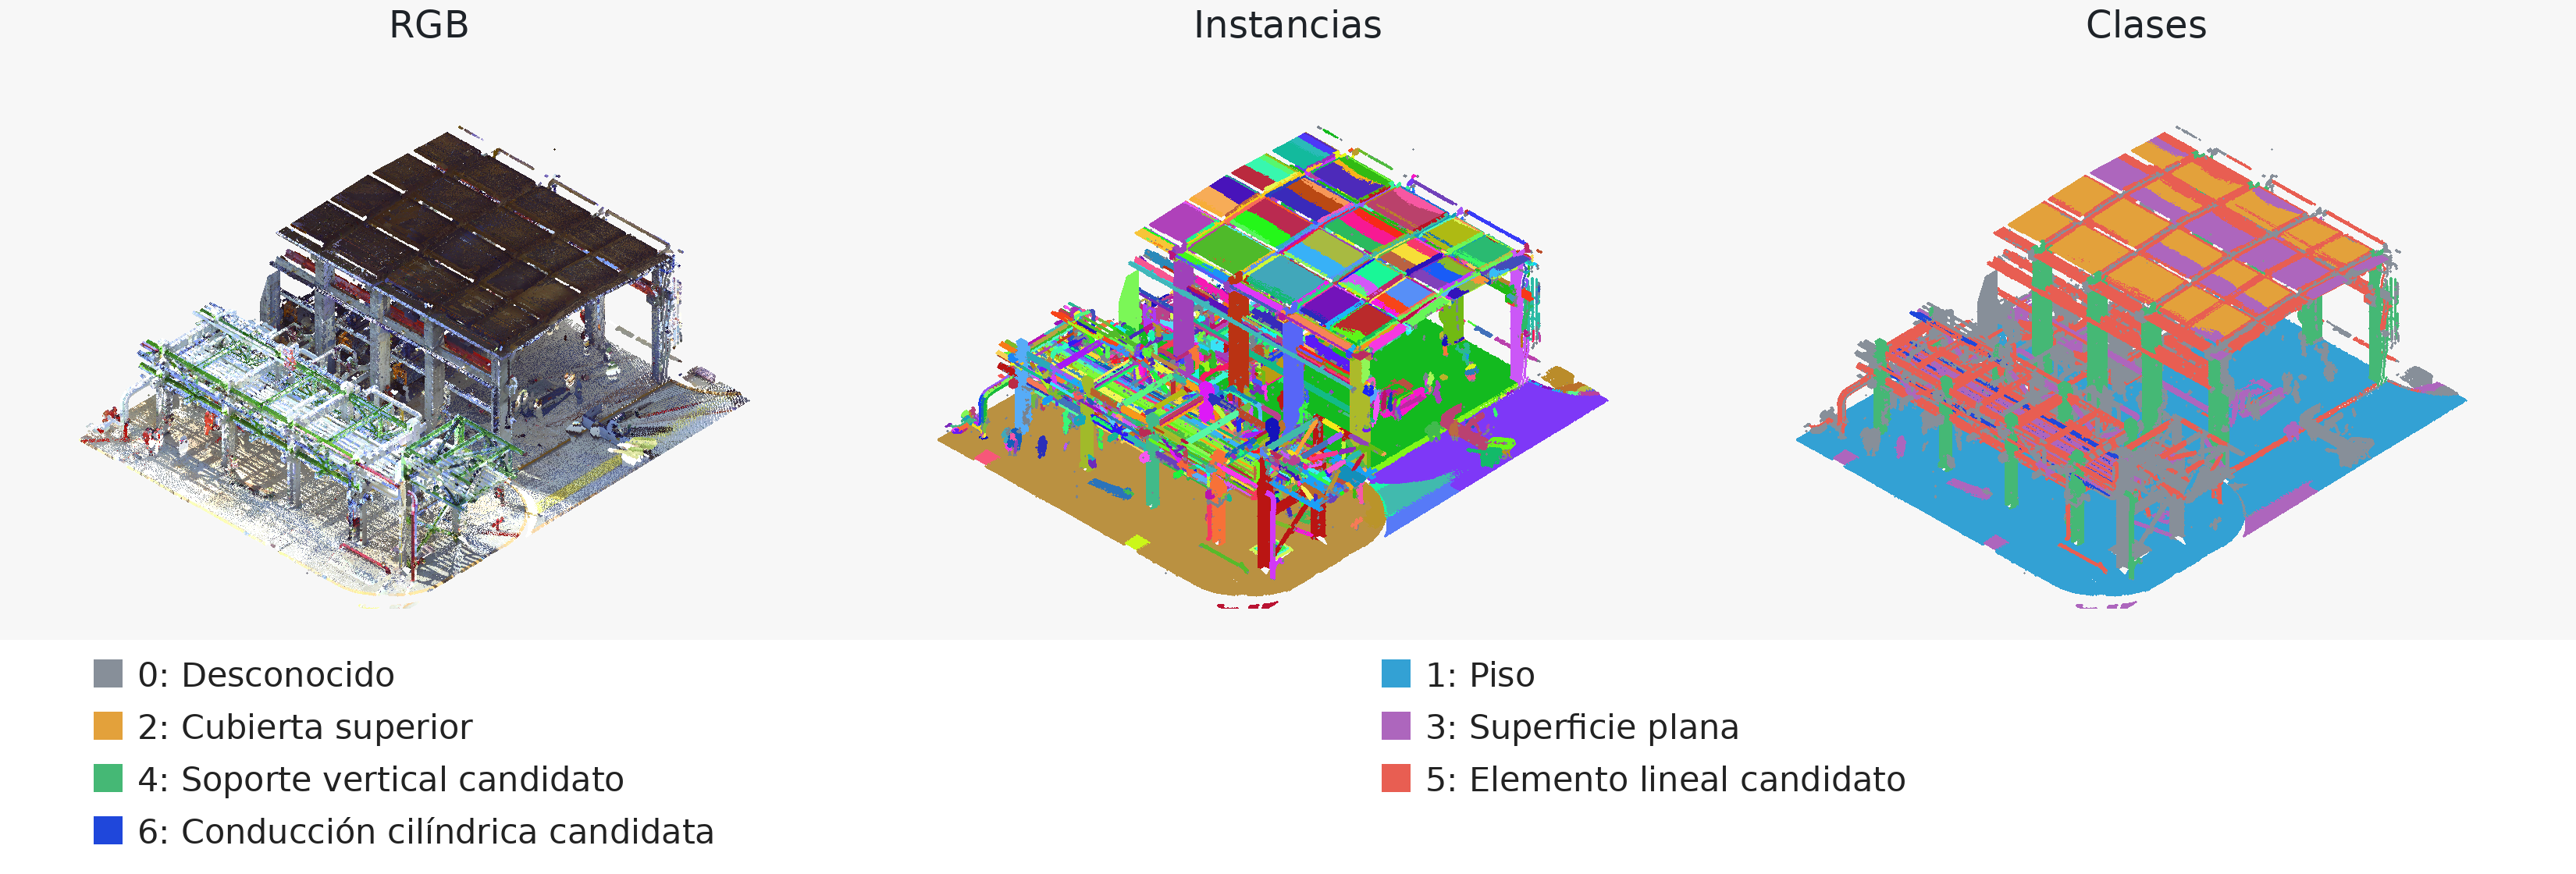 RGB
Instancias
Clases
0: Desconocido
1: Piso
2: Cubierta superior
3: Superficie plana
4: Soporte vertical candidato
5: Elemento lineal candidato
6: Conducción cilíndrica candidata